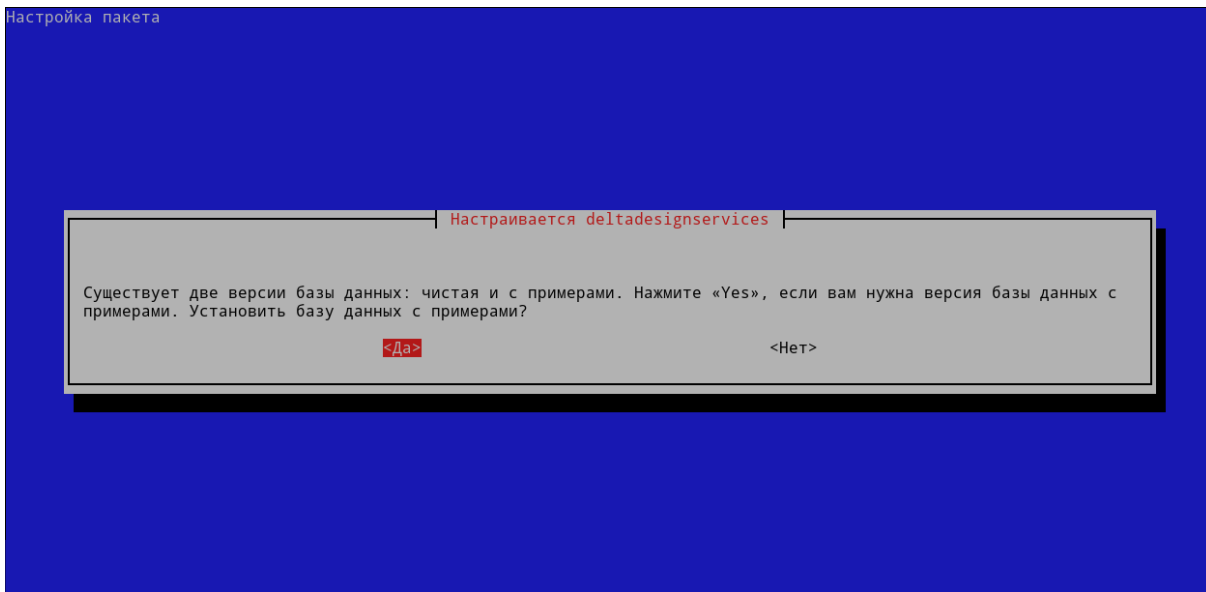 Настройка пакета
Настраивается deltadesignservices
Существует две версии базы данных: чистая и с примерами. Нажмите «Yes», если вам нужна версия базы данных с
примерами. Установить базу данных с примерами?
<Да> <Нет>